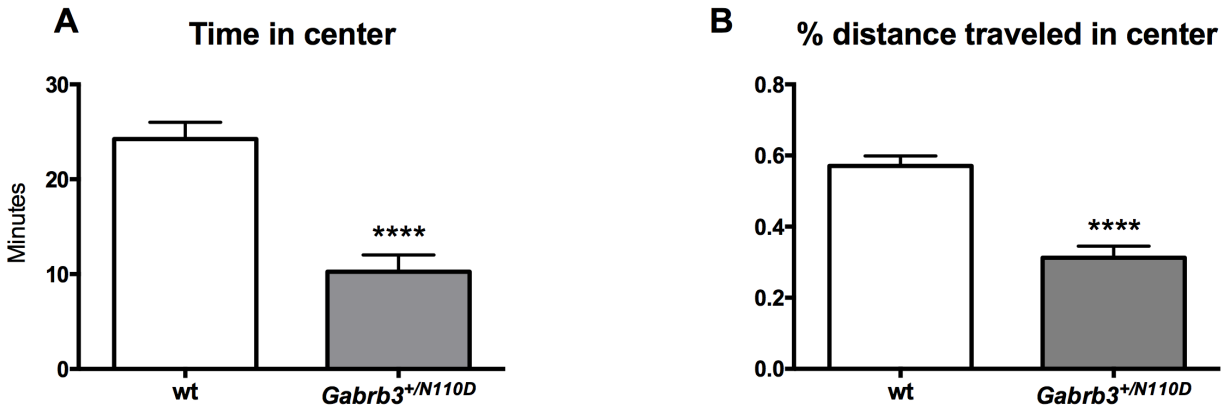 A
Time in center
Minutes
30
20
10
0
****
wt
Gabrb3+/N110D
B
% distance traveled in center
0.8
0.6
0.4
0.2
0.0
****
wt
Gabrb3+/N110D